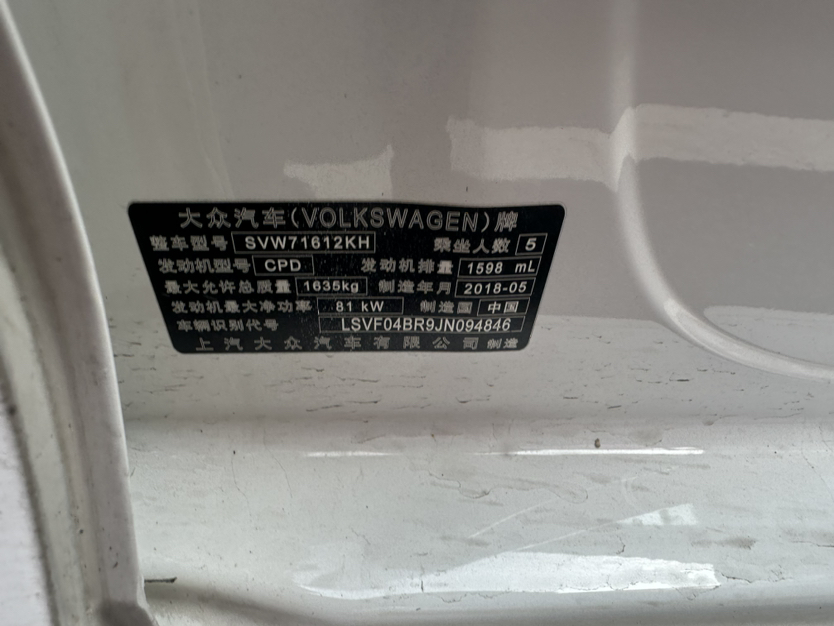 大众汽车(VOLKSWAGEN)牌
整车型号 SVW71612KH 乘坐人数 5
发动机型号 CPD 发动机排量 1598 mL
最大允许总质量 1635kg 制造年月 2018-05
发动机最大净功率 81 kW 制造国 中国
车辆识别代号 LSVF04BR9JN094846
上汽大众汽车有限公司 制造